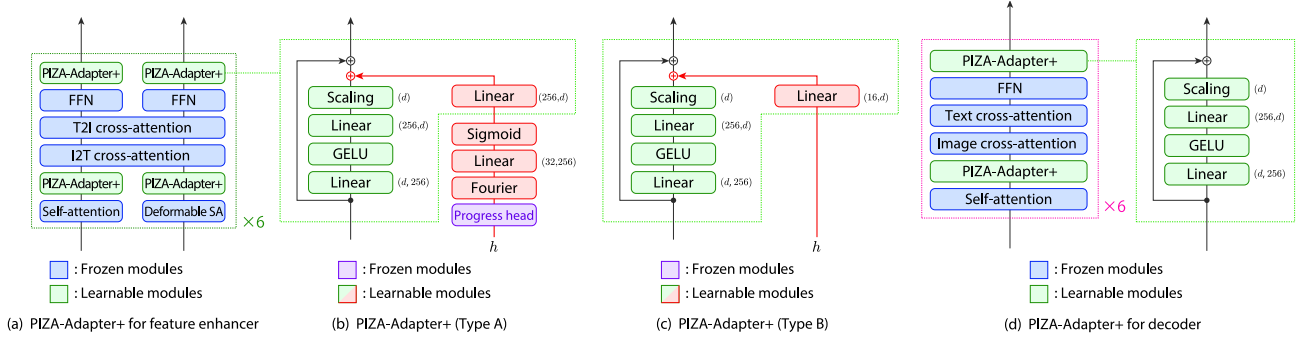 PIZA-Adapter+ PIZA-Adapter+
FFN FFN
T2I cross-attention
I2T cross-attention
PIZA-Adapter+ PIZA-Adapter+
Self-attention Deformable SA
×6
: Frozen modules
: Learnable modules
(a) PIZA-Adapter+ for feature enhancer
Scaling (d)
Linear (256,d)
GELU
Linear (d, 256)
Linear (256,d)
Sigmoid
Linear (32,256)
Fourier
Progress head
h
: Frozen modules
: Learnable modules
(b) PIZA-Adapter+ (Type A)
Scaling (d)
Linear (256,d)
GELU
Linear (d, 256)
Linear (16,d)
h
: Frozen modules
: Learnable modules
(c) PIZA-Adapter+ (Type B)
PIZA-Adapter+
FFN
Text cross-attention
Image cross-attention
PIZA-Adapter+
Self-attention
×6
Scaling (d)
Linear (256,d)
GELU
Linear (d, 256)
: Frozen modules
: Learnable modules
(d) PIZA-Adapter+ for decoder